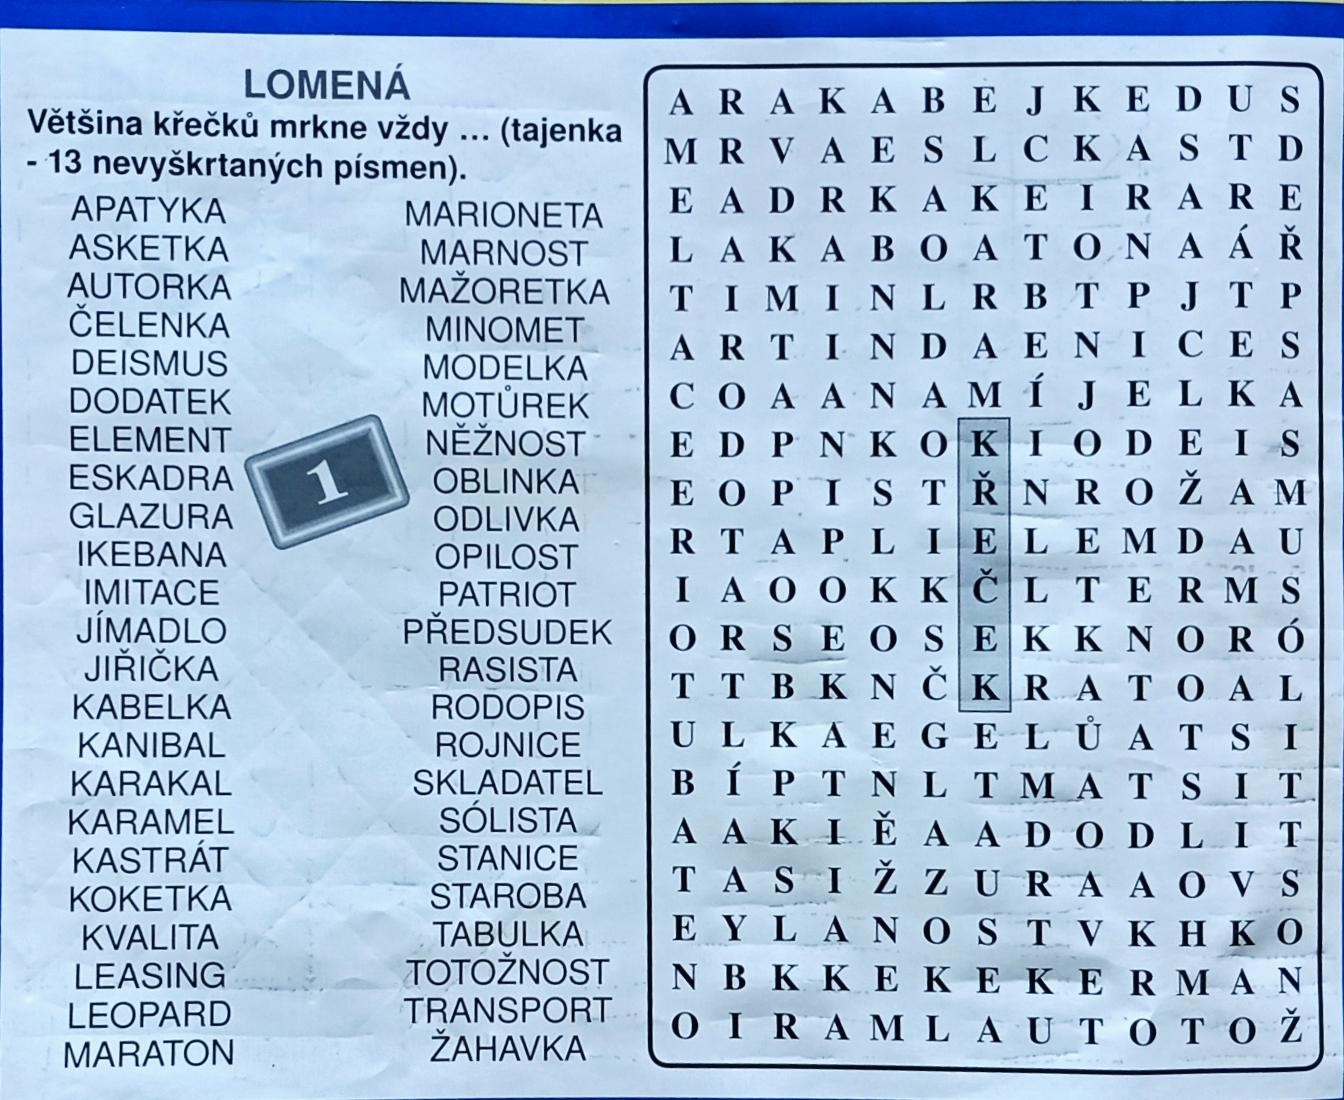 LOMENÁ
Většina křečků mrkne vždy ... (tajenka
- 13 nevyškrtaných písmen).
APATYKA
ASKETKA
AUTORKA
ČELENKA
DEISMUS
DODATEK
ELEMENT
ESKADRA
GLAZURA
IKEBANA
IMITACE
JÍMADLO
JIŘIČKA
KABELKA
KANIBAL
KARAKAL
KARAMEL
KASTRÁT
KOKETKA
KVALITA
LEASING
LEOPARD
MARATON
1
MARIONETA
MARNOST
MAŽORETKA
MINOMET
MODELKA
MOTŮREK
NĚŽNOST
OBLINKA
ODLIVKA
OPILOST
PATRIOT
PŘEDSUDEK
RASISTA
RODOPIS
ROJNICE
SKLADATEL
SÓLISTA
STANICE
STAROBA
TABULKA
TOTOŽNOST
TRANSPORT
ŽAHAVKA
A R A K A B E J K E D U S
M R V A E S L C K A S T D
E A D R K A K E I R A R E
L A K A B O A T O N A Á Ř
T I M I N L R B T P J T P
A R T I N D A E N I C E S
C O A A N A M Í J E L K A
E D P N K O K I O D E I S
E O P I S T Ř N R O Ž A M
R T A P L I E L E M D A U
I A O O K K Č L T E R M S
O R S E O S E K K N O R Ó
T T B K N Č K R A T O A L
U L K A E G E L Ů A T S I
B Í P T N L T M A T S I T
A A K I Ě A A D O D L I T
T A S I Ž Z U R A A O V S
E Y L A N O S T V K H K O
N B K K E K E K E R M A N
O I R A M L A U T O T O Ž